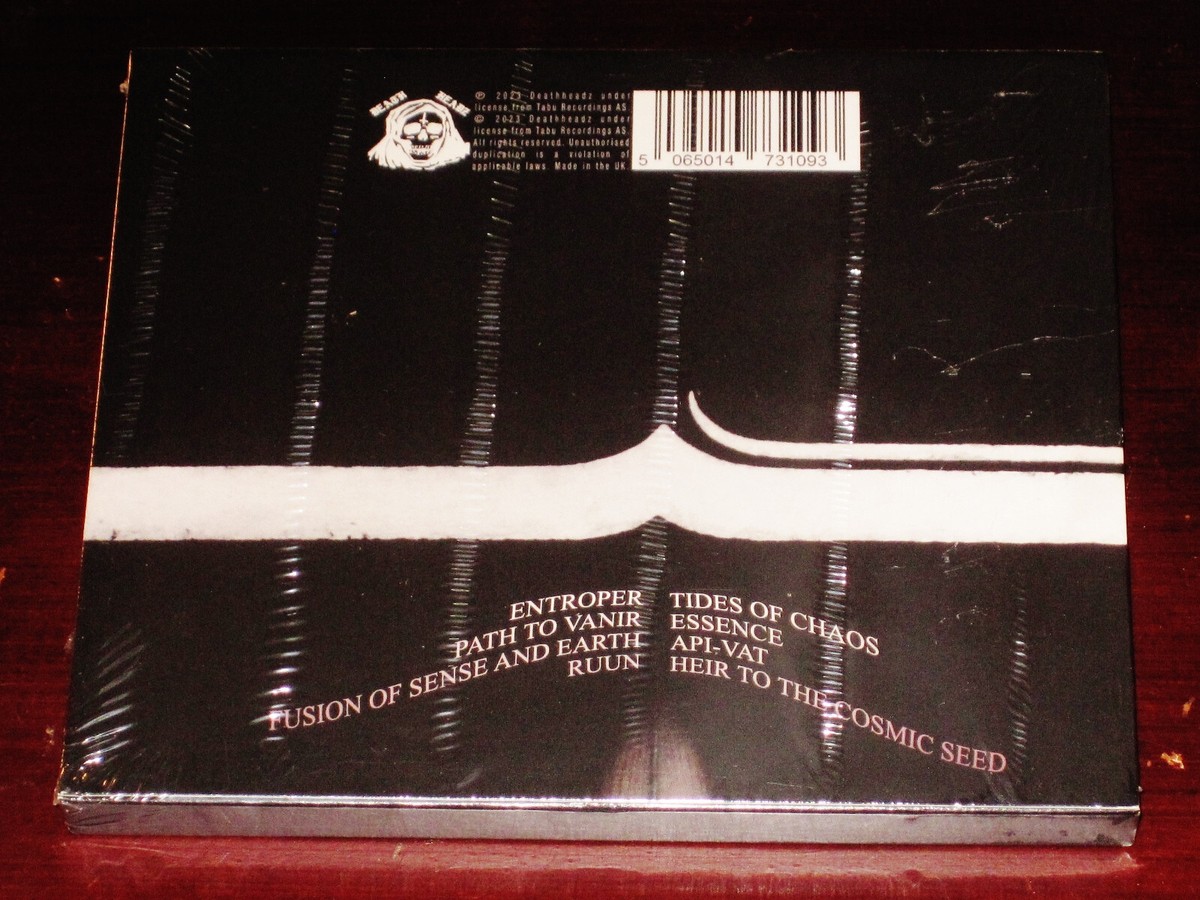 DEATH HEADZ
℗ 2023 Deathheadz under
license from Tabu Recordings AS.
© 2023 Deathheadz under
license from Tabu Recordings AS.
All rights reserved. Unauthorised
duplication is a violation of
applicable laws. Made in the UK
5 065014 731093
ENTROPER
PATH TO VANIR
FUSION OF SENSE AND EARTH
RUUN
TIDES OF CHAOS
ESSENCE
API-VAT
HEIR TO THE COSMIC SEED